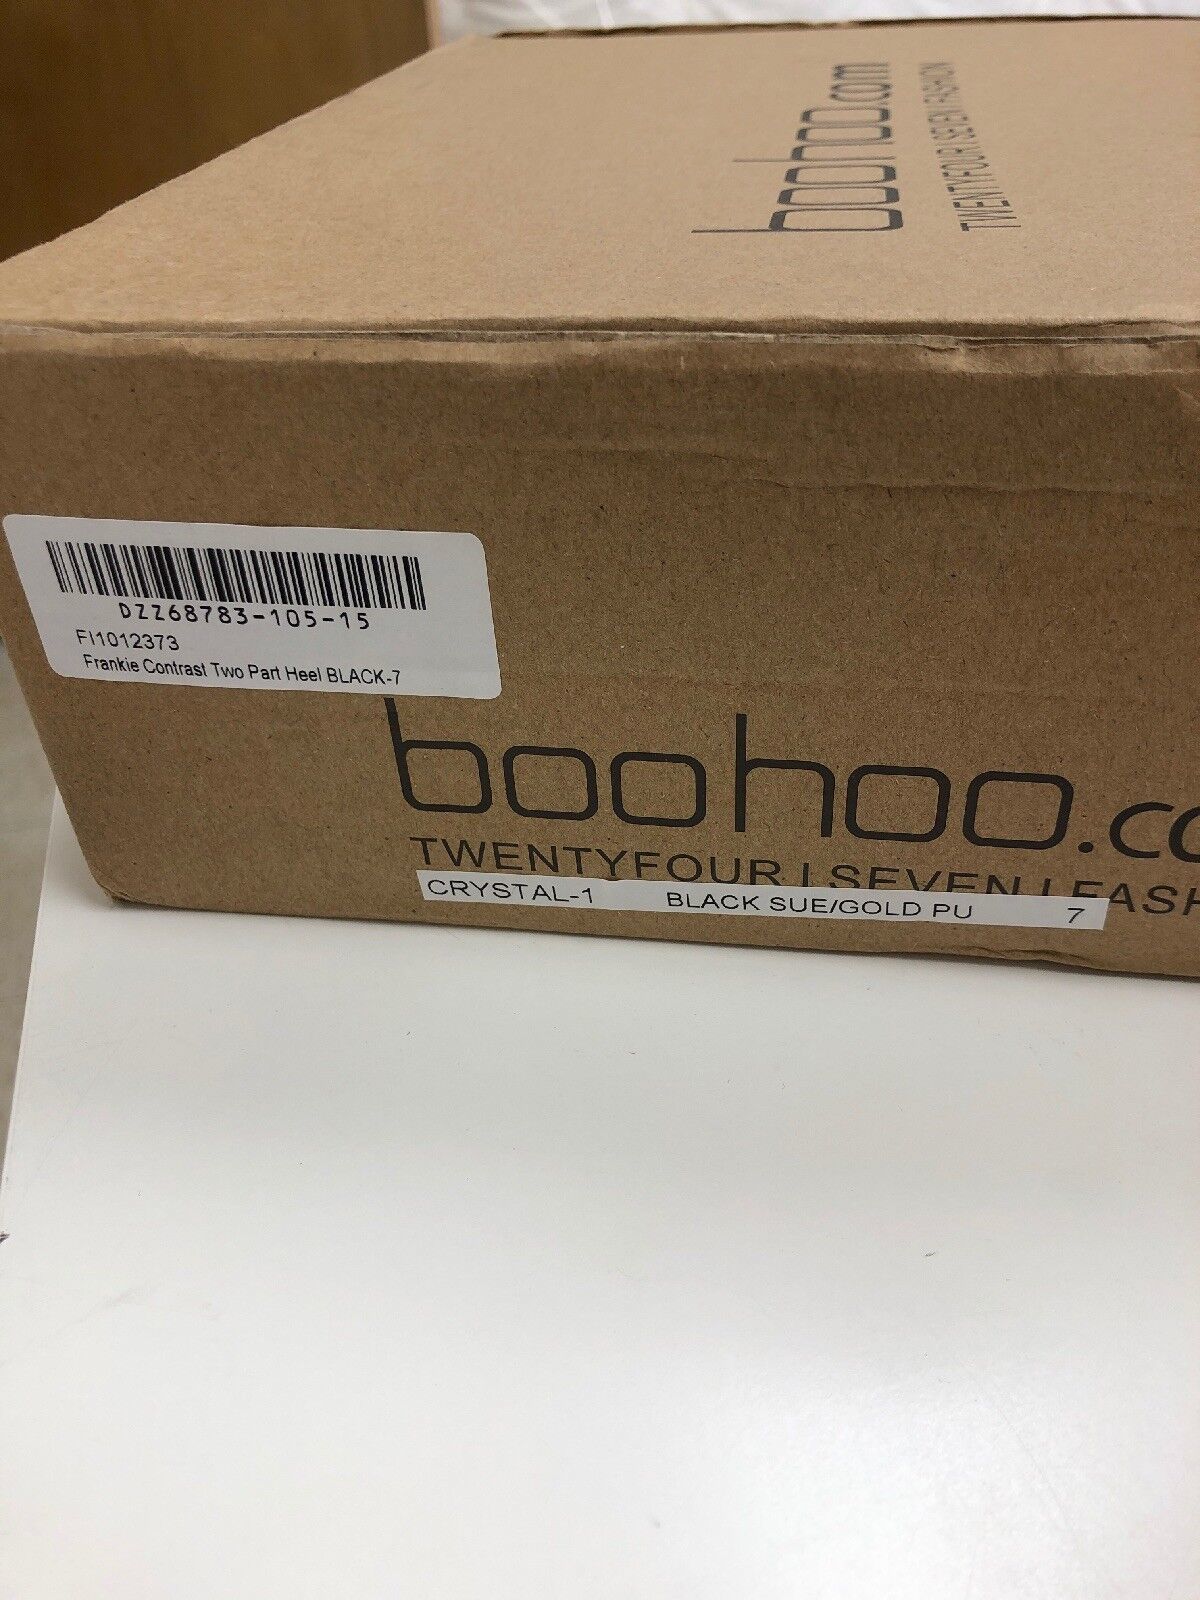 boohoo.com
TWENTYFOUR | SEVEN | FASHION
DZZ68783-105-15
FI1012373
Frankie Contrast Two Part Heel BLACK-7
boohoo.co
TWENTYFOUR | SEVEN | FASH
CRYSTAL-1 BLACK SUE/GOLD PU 7